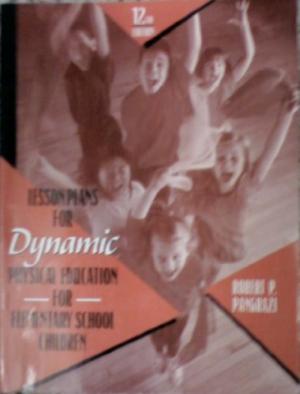 12TH
EDITION
LESSON PLANS
FOR
Dynamic
PHYSICAL EDUCATION
FOR
ELEMENTARY SCHOOL
CHILDREN
ROBERT P.
PANGRAZI